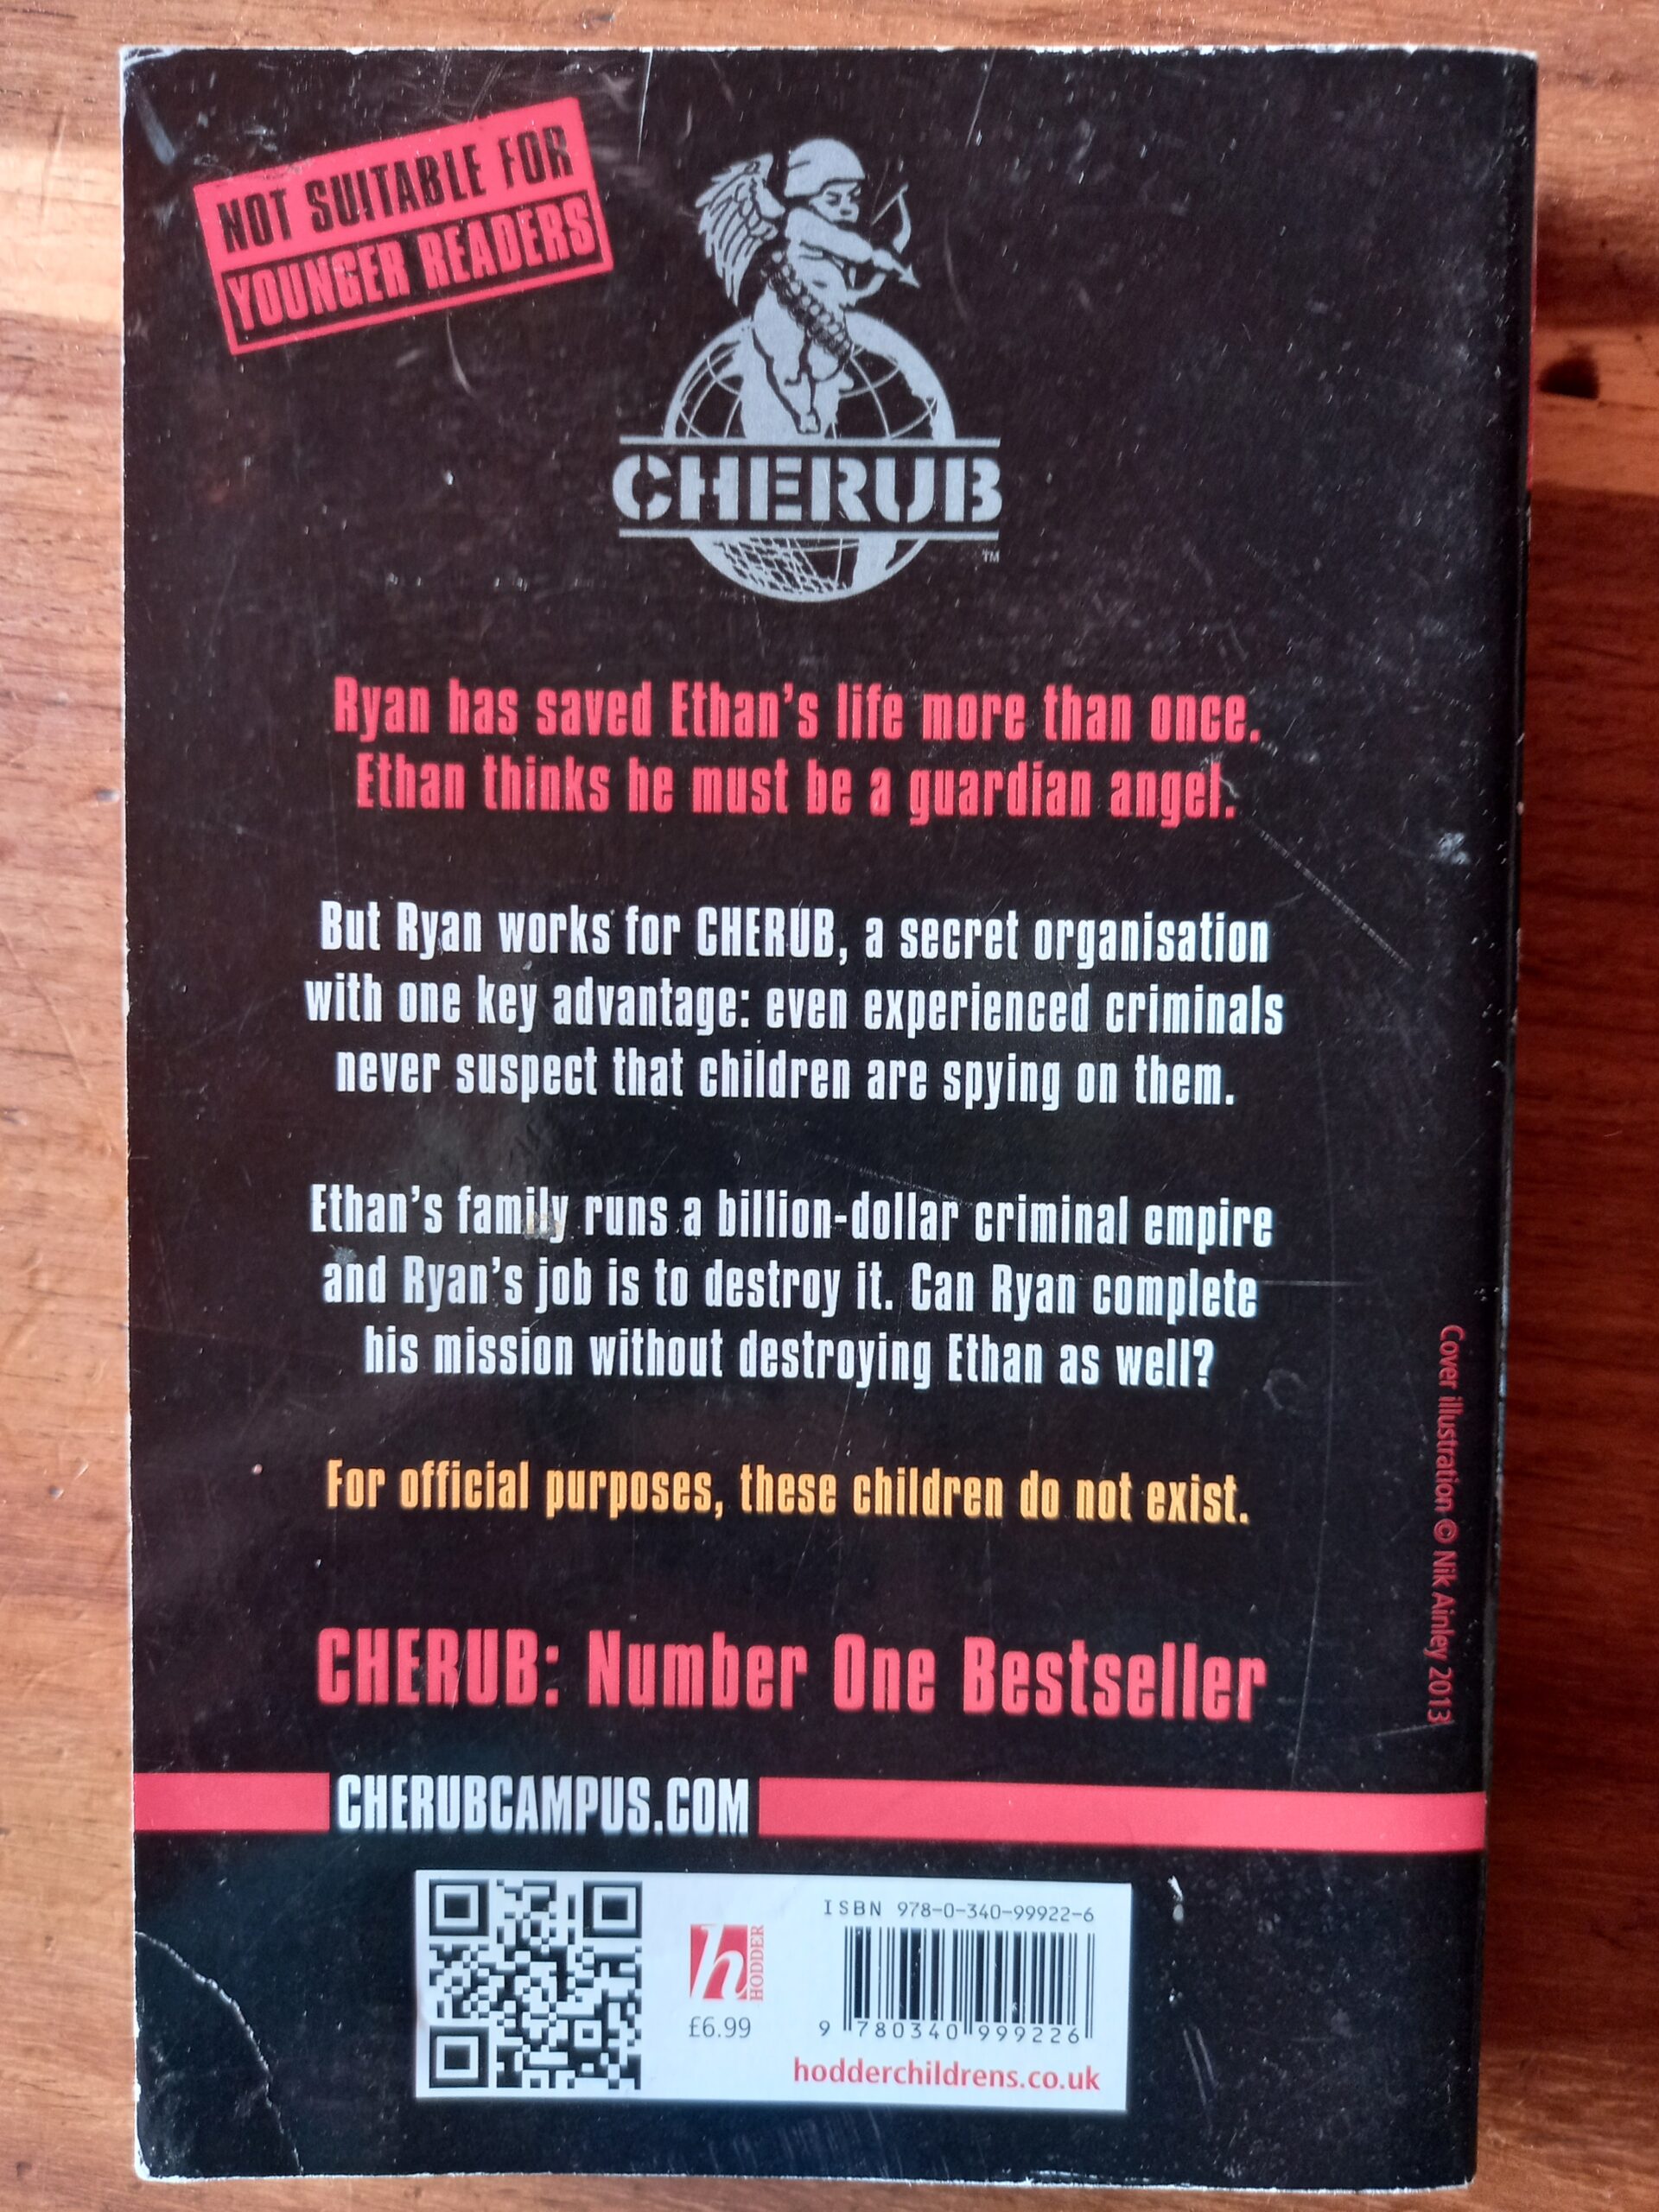 NOT SUITABLE FOR
YOUNGER READERS
CHERUB
TM
Ryan has saved Ethan's life more than once.
Ethan thinks he must be a guardian angel.
But Ryan works for CHERUB, a secret organisation
with one key advantage: even experienced criminals
never suspect that children are spying on them.
Ethan's family runs a billion-dollar criminal empire
and Ryan's job is to destroy it. Can Ryan complete
his mission without destroying Ethan as well?
For official purposes, these children do not exist.
CHERUB: Number One Bestseller
Cover illustration © Nik Ainley 2013
CHERUBCAMPUS.COM
h HODDER
£6.99
ISBN 978-0-340-99922-6
9 780340 999226
hodderchildrens.co.uk